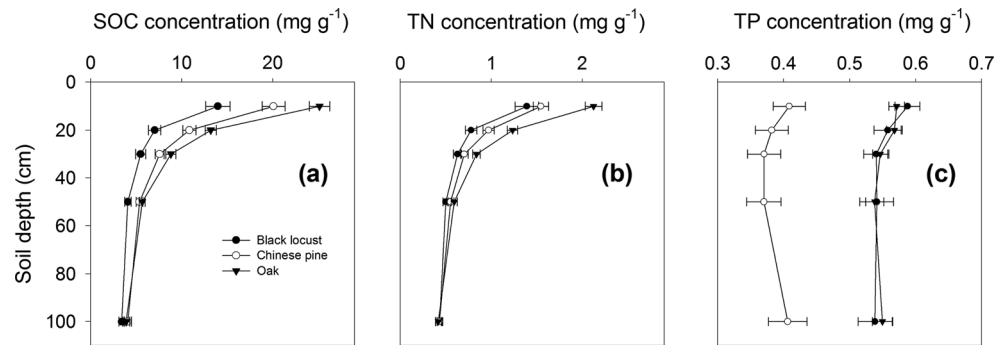 SOC concentration (mg g⁻¹)
TN concentration (mg g⁻¹)
TP concentration (mg g⁻¹)
0 10 20
0 1 2
0.3 0.4 0.5 0.6 0.7
0
20
40
60
80
100
Soil depth (cm)
(a)
(b)
(c)
Black locust
Chinese pine
Oak